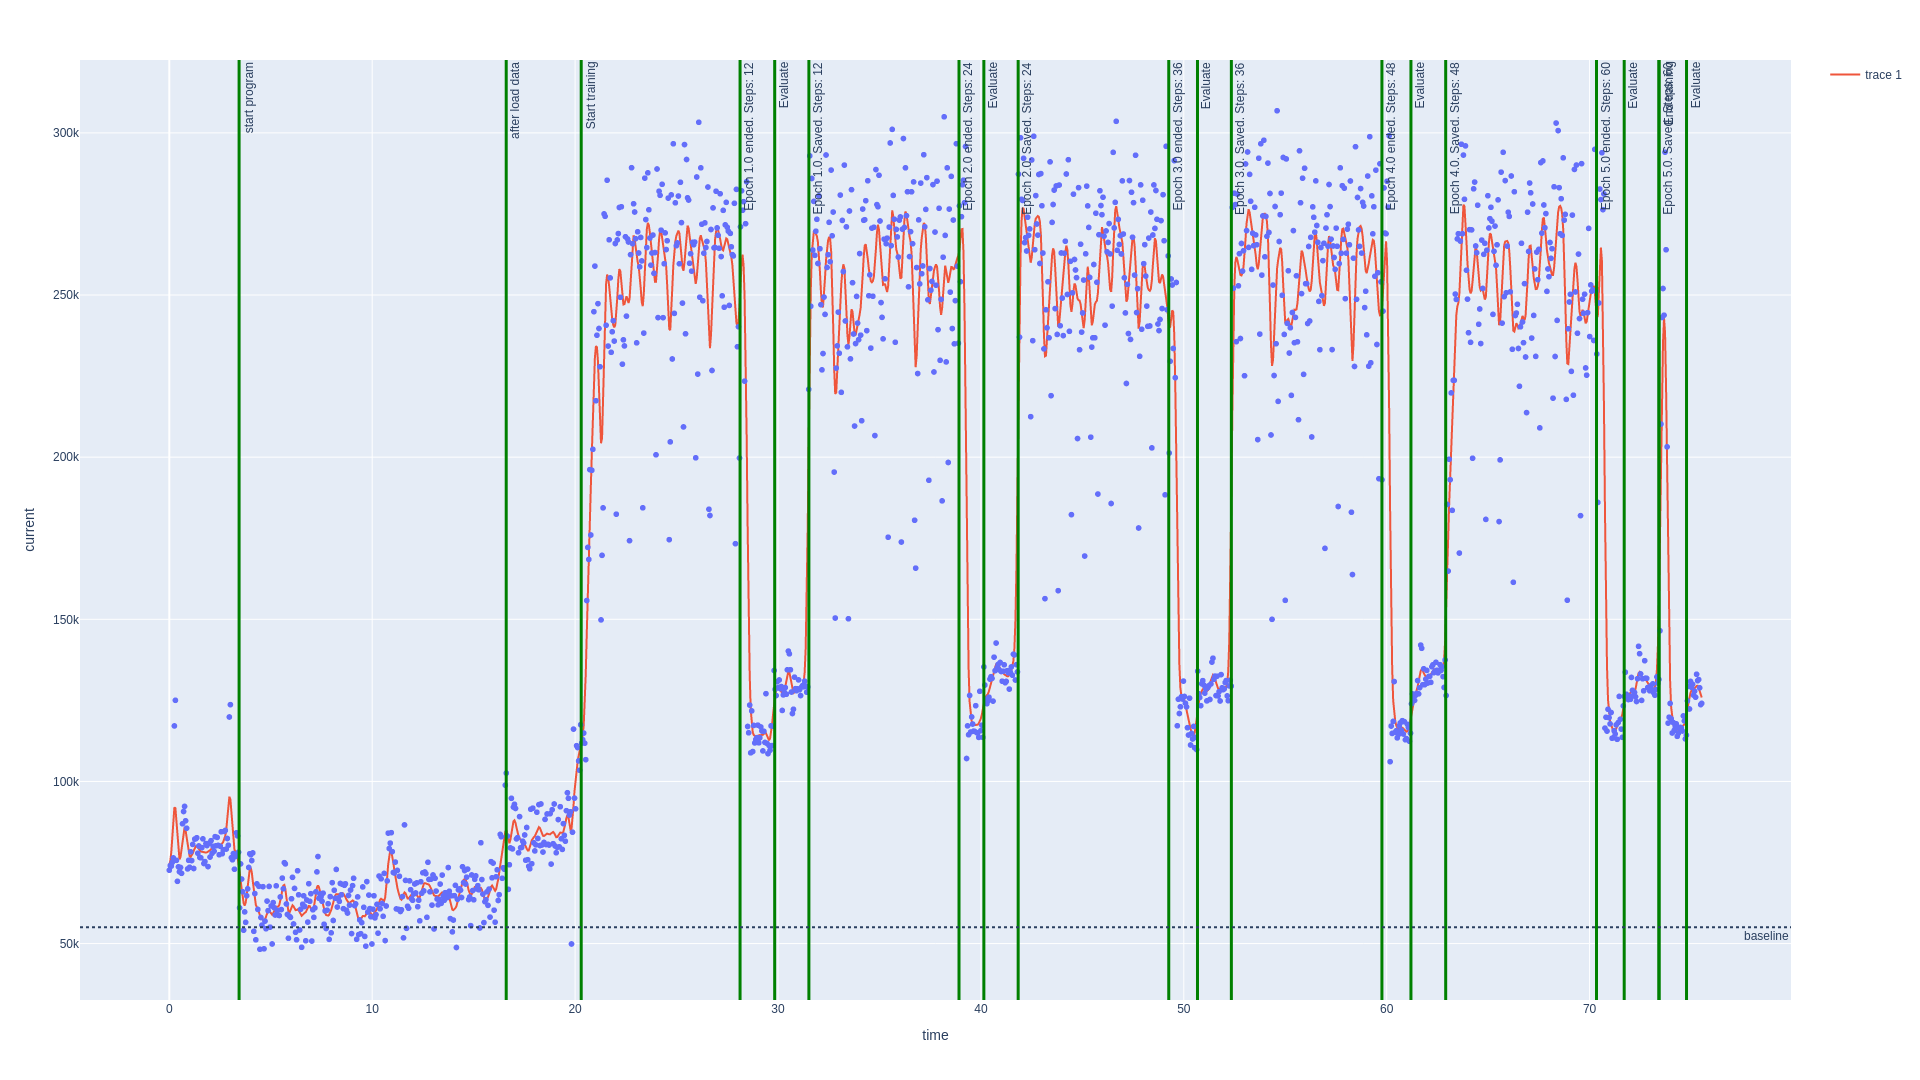 trace 1
start program
after load data
Start training
Epoch 1.0 ended. Steps: 12
Evaluate
Epoch 1.0. Saved. Steps: 12
Epoch 2.0 ended. Steps: 24
Evaluate
Epoch 2.0. Saved. Steps: 24
Epoch 3.0 ended. Steps: 36
Evaluate
Epoch 3.0. Saved. Steps: 36
Epoch 4.0 ended. Steps: 48
Evaluate
Epoch 4.0. Saved. Steps: 48
Epoch 5.0 ended. Steps: 60
Evaluate
Epoch 5.0. Saved.
Evaluate
300k
250k
200k
150k
100k
50k
current
baseline
0
10
20
30
40
50
60
70
time